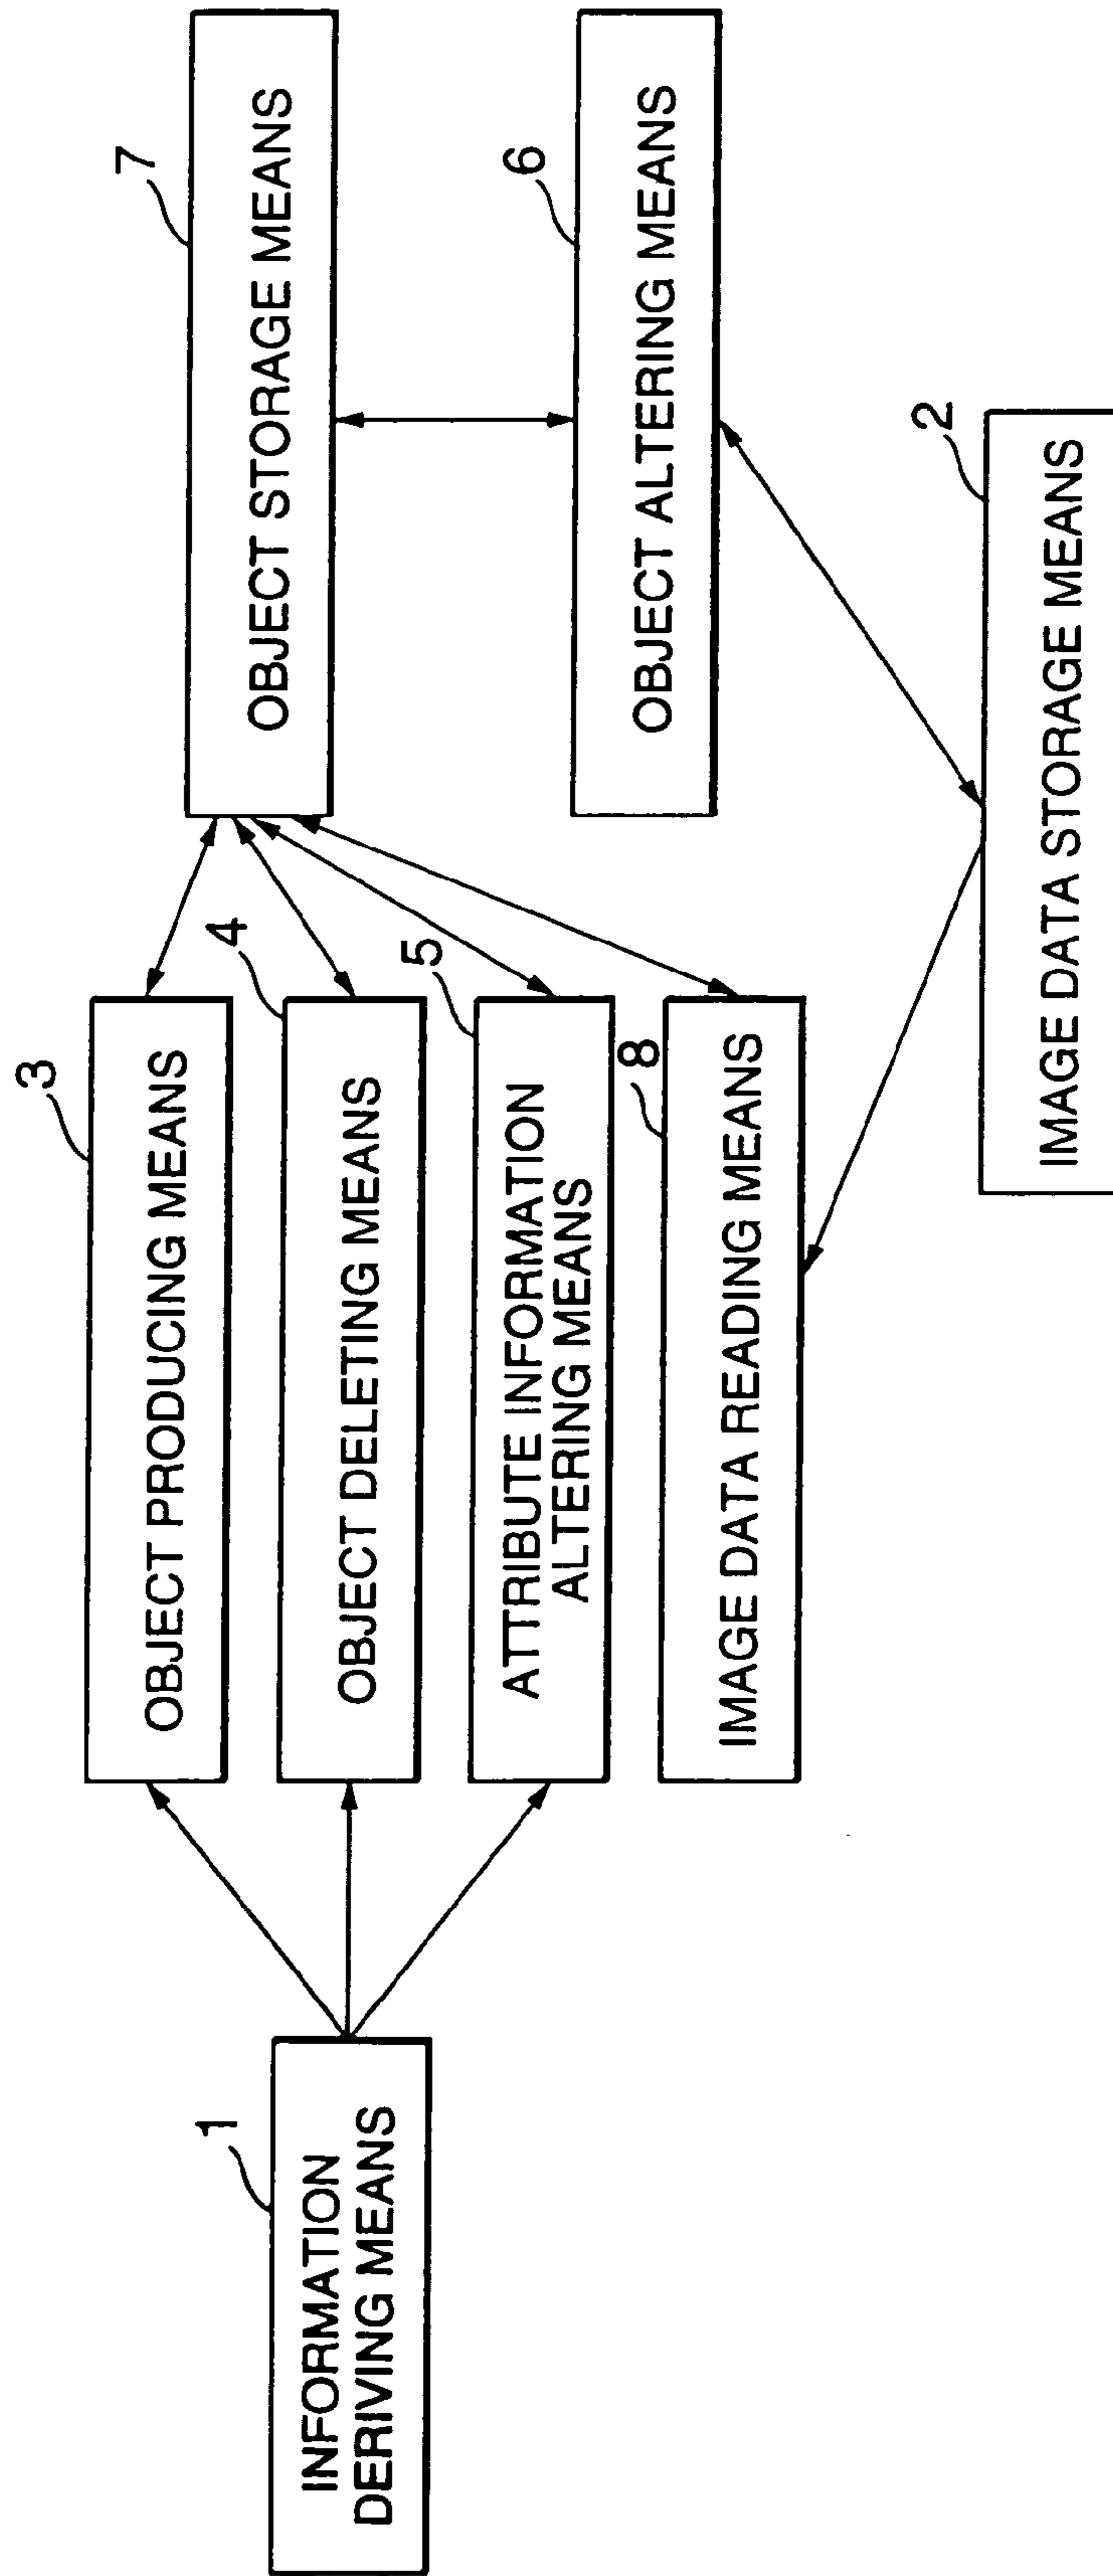 1
INFORMATION
DERIVING MEANS
3
OBJECT PRODUCING MEANS
4
OBJECT DELETING MEANS
5
ATTRIBUTE INFORMATION
ALTERING MEANS
8
IMAGE DATA READING MEANS
7
OBJECT STORAGE MEANS
6
OBJECT ALTERING MEANS
2
IMAGE DATA STORAGE MEANS